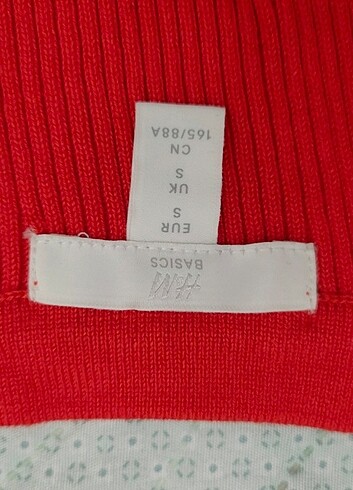 H&M
BASICS
EUR S
UK S
CN
165/88A